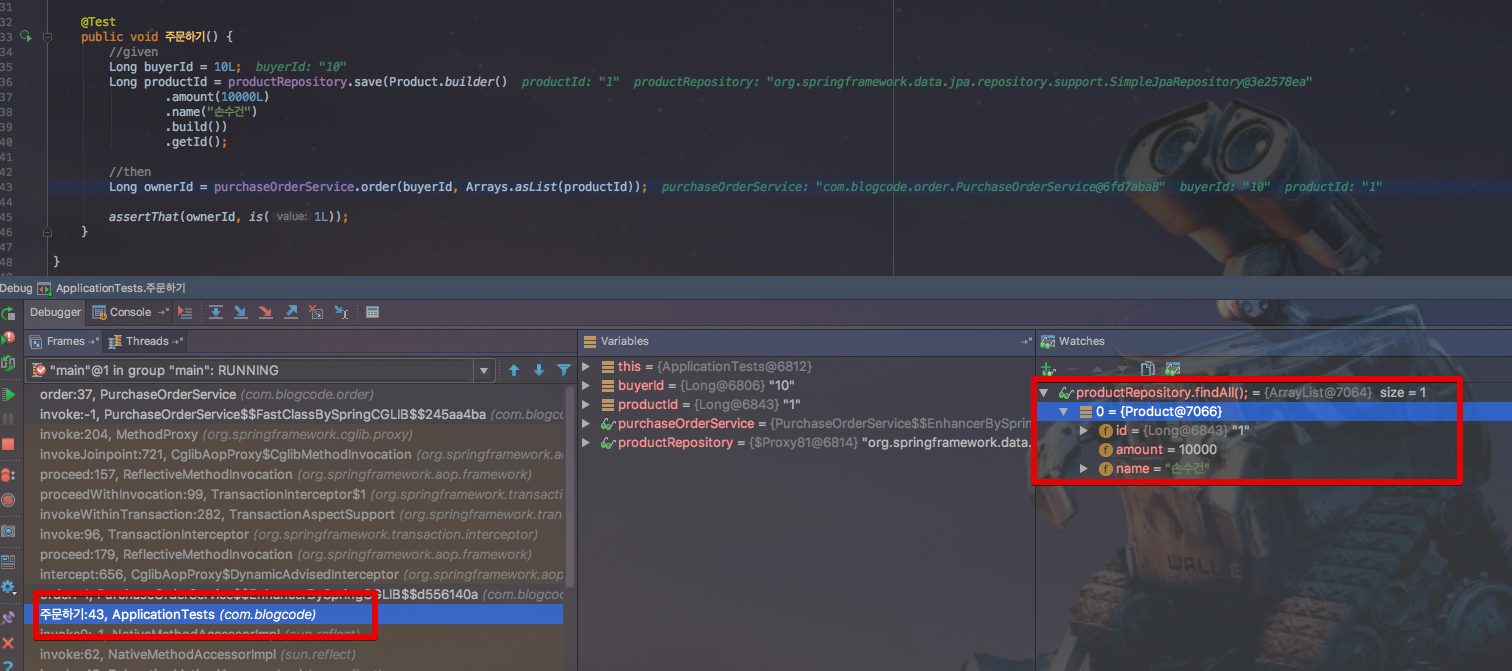 31
32 @Test
33 public void 주문하기() {
34 //given
35 Long buyerId = 10L; buyerId: "10"
36 Long productId = productRepository.save(Product.builder() productId: "1" productRepository: "org.springframework.data.jpa.repository.support.SimpleJpaRepository@3e2578ea"
37 .amount(10000L)
38 .name("손수건")
39 .build())
40 .getId();
41
42 //then
43 Long ownerId = purchaseOrderService.order(buyerId, Arrays.asList(productId)); purchaseOrderService: "com.blogcode.order.PurchaseOrderService@6fd7aba8" buyerId: "10" productId: "1"
44
45 assertThat(ownerId, is( value: 1L));
46 }
47
48 }
Debug ApplicationTests.주문하기
Debugger Console
Frames Threads
"main"@1 in group "main": RUNNING
order:37, PurchaseOrderService (com.blogcode.order)
invoke:-1, PurchaseOrderService$$FastClassBySpringCGLIB$$245aa4ba (com.blogco
invoke:204, MethodProxy (org.springframework.cglib.proxy)
invokeJoinpoint:721, CglibAopProxy$CglibMethodInvocation (org.springframework.a
proceed:157, ReflectiveMethodInvocation (org.springframework.aop.framework)
proceedWithInvocation:99, TransactionInterceptor$1 (org.springframework.transacti
invokeWithinTransaction:282, TransactionAspectSupport (org.springframework.tran
invoke:96, TransactionInterceptor (org.springframework.transaction.interceptor)
proceed:179, ReflectiveMethodInvocation (org.springframework.aop.framework)
intercept:656, CglibAopProxy$DynamicAdvisedInterceptor (org.springframework.aop
order:-1, PurchaseOrderService$$EnhancerBySpringCGLIB$$d556140a (com.blogco
주문하기:43, ApplicationTests (com.blogcode)
invoke0:-1, NativeMethodAccessorImpl (sun.reflect)
invoke:62, NativeMethodAccessorImpl (sun.reflect)
Variables
this = {ApplicationTests@6812}
buyerId = {Long@6806} "10"
productId = {Long@6843} "1"
purchaseOrderService = {PurchaseOrderService$$EnhancerBySprin
productRepository = {$Proxy81@6814} "org.springframework.data.
Watches
productRepository.findAll(); = {ArrayList@7064} size = 1
0 = {Product@7066}
id = {Long@6843} "1"
amount = 10000
name = "손수건"
WALL